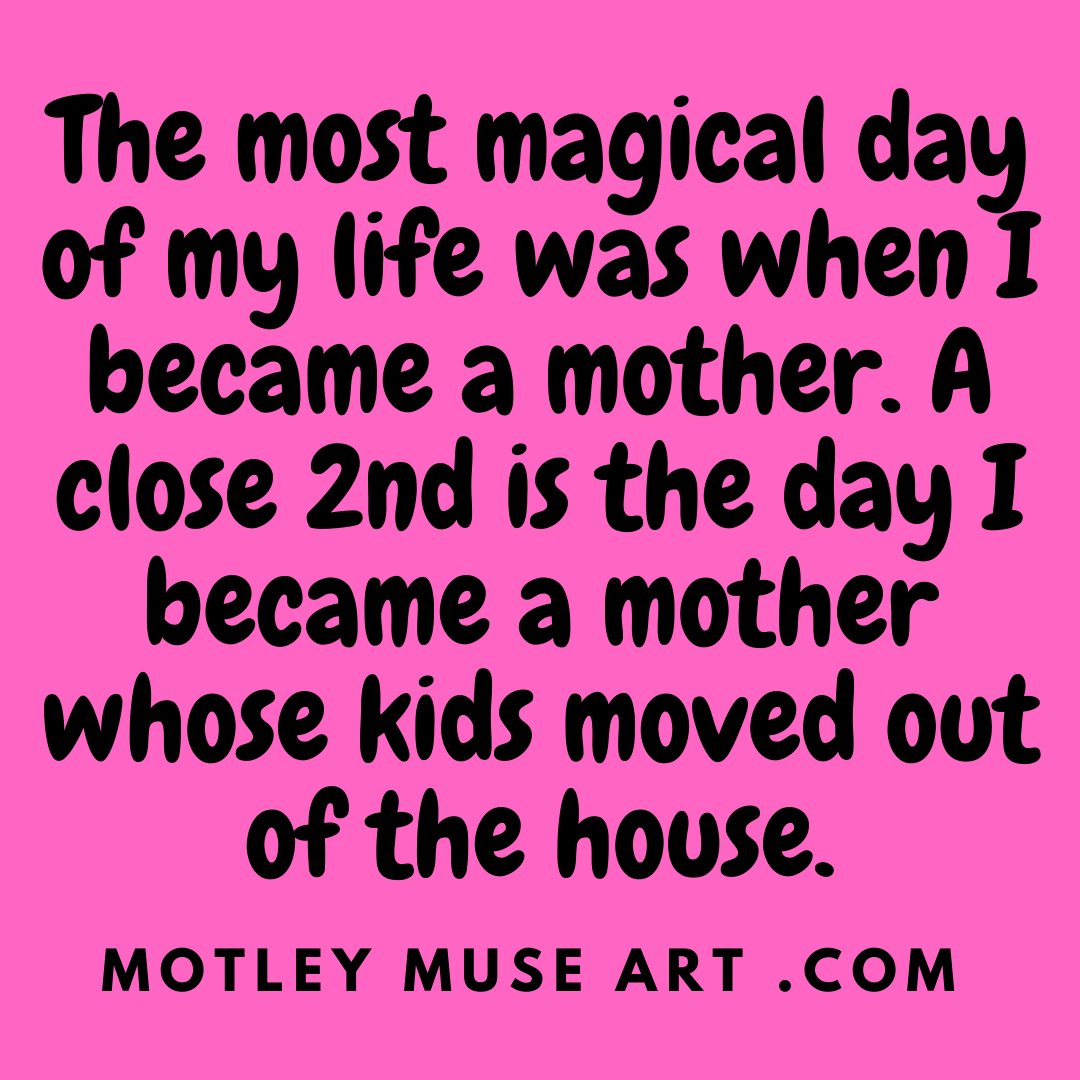 The most magical day
of my life was when I
became a mother. A
close 2nd is the day I
became a mother
whose kids moved out
of the house.
MOTLEY MUSE ART .COM